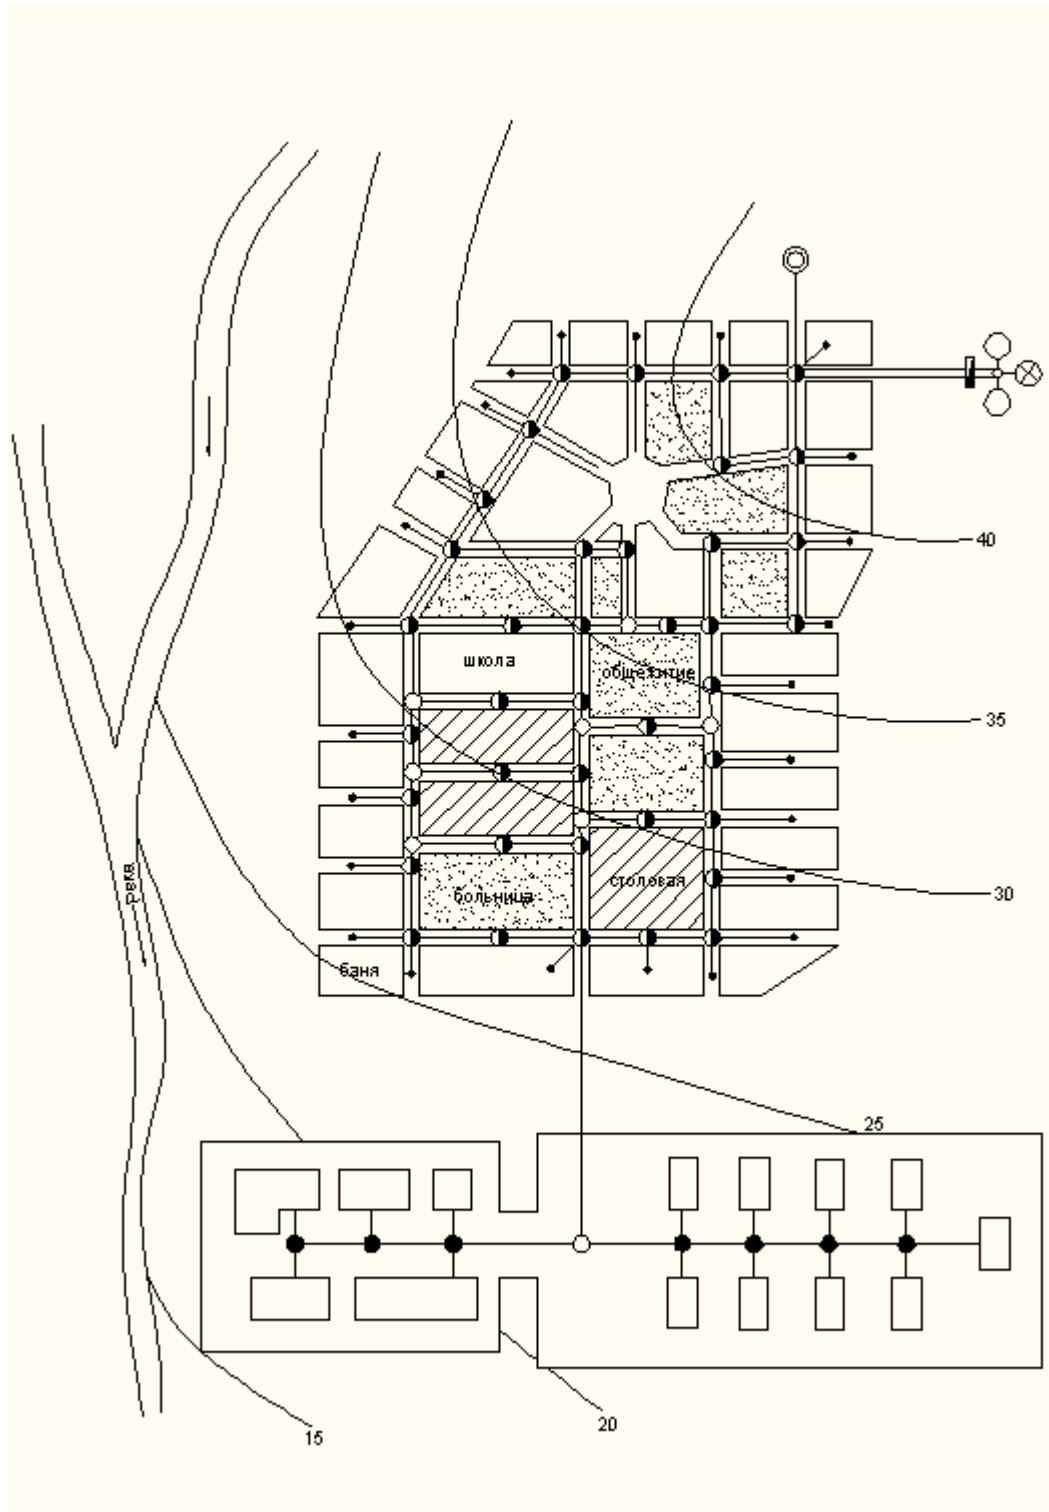 40
школа
общежитие
35
река
столовая
больница
30
баня
25
20
15